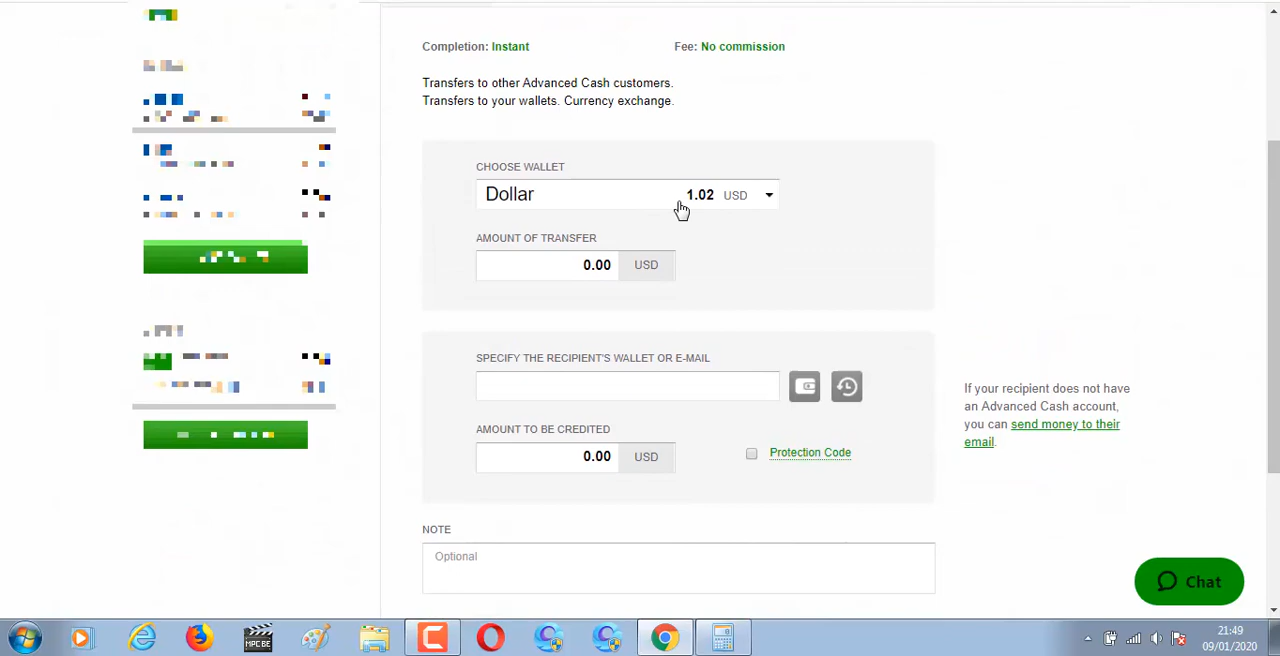 Completion: Instant
Fee: No commission
Transfers to other Advanced Cash customers.
Transfers to your wallets. Currency exchange.
CHOOSE WALLET
Dollar 1.02 USD
AMOUNT OF TRANSFER
0.00 USD
SPECIFY THE RECIPIENT'S WALLET OR E-MAIL
If your recipient does not have
an Advanced Cash account,
you can send money to their
email.
AMOUNT TO BE CREDITED
0.00 USD
Protection Code
NOTE
Optional
Chat
MPC BE
21:49
09/01/2020